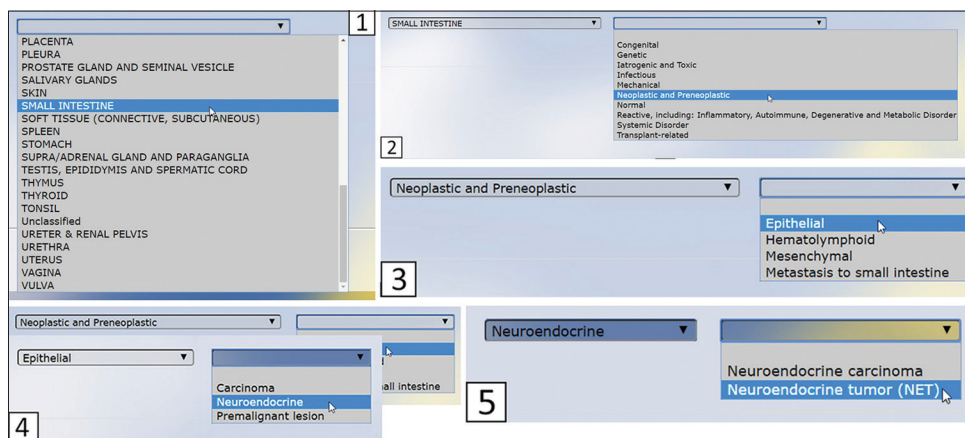 1
PLACENTA
PLEURA
PROSTATE GLAND AND SEMINAL VESICLE
SALIVARY GLANDS
SKIN
SMALL INTESTINE
SOFT TISSUE (CONNECTIVE, SUBCUTANEOUS)
SPLEEN
STOMACH
SUPRA/ADRENAL GLAND AND PARAGANGLIA
TESTIS, EPIDIDYMIS AND SPERMATIC CORD
THYMUS
THYROID
TONSIL
Unclassified
URETER & RENAL PELVIS
URETHRA
UTERUS
VAGINA
VULVA
SMALL INTESTINE
Congenital
Genetic
Iatrogenic and Toxic
Infectious
Mechanical
Neoplastic and Preneoplastic
Normal
Reactive, including: Inflammatory, Autoimmune, Degenerative and Metabolic Disorder
Systemic Disorder
Transplant-related
2
Neoplastic and Preneoplastic
Epithelial
Hematolymphoid
Mesenchymal
Metastasis to small intestine
3
Neoplastic and Preneoplastic
Epithelial
Carcinoma
Neuroendocrine
Premalignant lesion
all intestine
4
Neuroendocrine
Neuroendocrine carcinoma
Neuroendocrine tumor (NET)
5